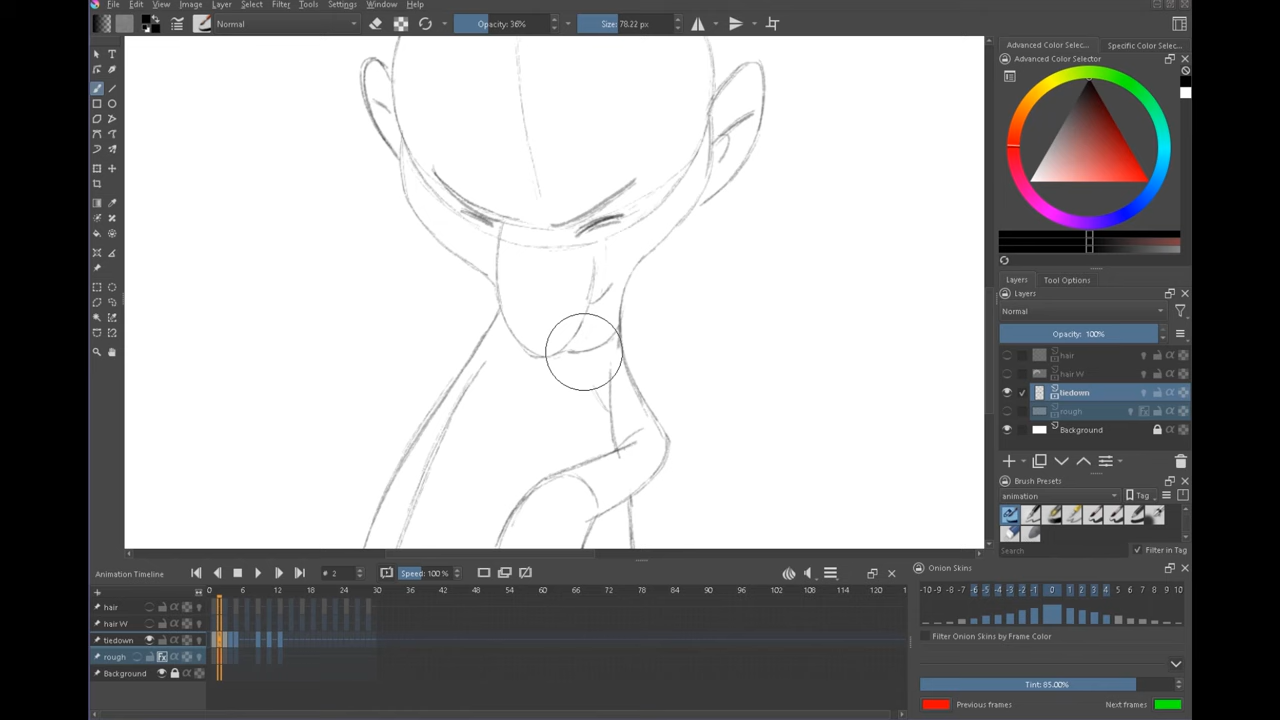 File Edit View Image Layer Select Filter Tools Settings Window Help
Normal Opacity: 36% Size: 78.22 px
Advanced Color Selec... Specific Color Selec...
Advanced Color Selector
Layers Tool Options
Layers
Normal
Opacity: 100%
hair
hair W
tiedown
rough
Background
Brush Presets
animation Tag
Search Filter in Tag
Animation Timeline # 2 Speed: 100 %
0 6 12 18 24 30 36 42 48 54 60 66 72 78 84 90 96 102 108 114 120 126
hair
hair W
tiedown
rough
Background
Onion Skins
-10 -9 -8 -7 -6 -5 -4 -3 -2 -1 0 1 2 3 4 5 6 7 8 9 10
Filter Onion Skins by Frame Color
Tint: 85.00%
Previous frames Next frames